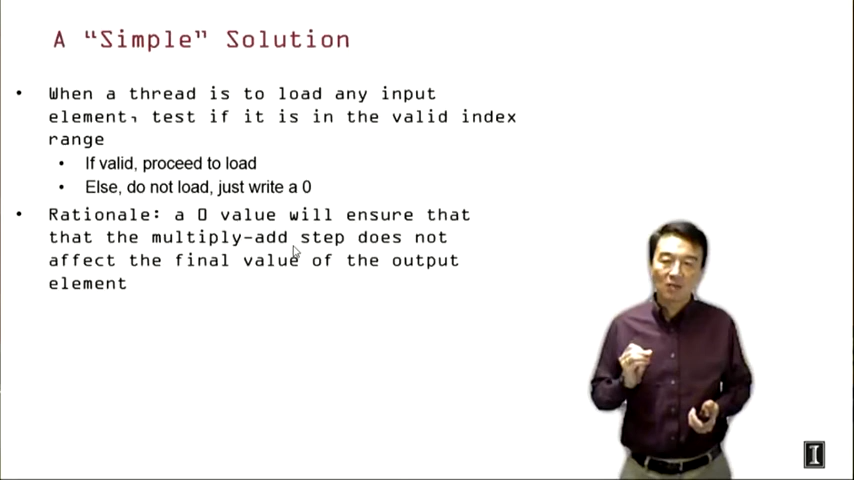 A “Simple” Solution
• When a thread is to load any input
element, test if it is in the valid index
range
• If valid, proceed to load
• Else, do not load, just write a 0
• Rationale: a 0 value will ensure that
that the multiply-add step does not
affect the final value of the output
element
I